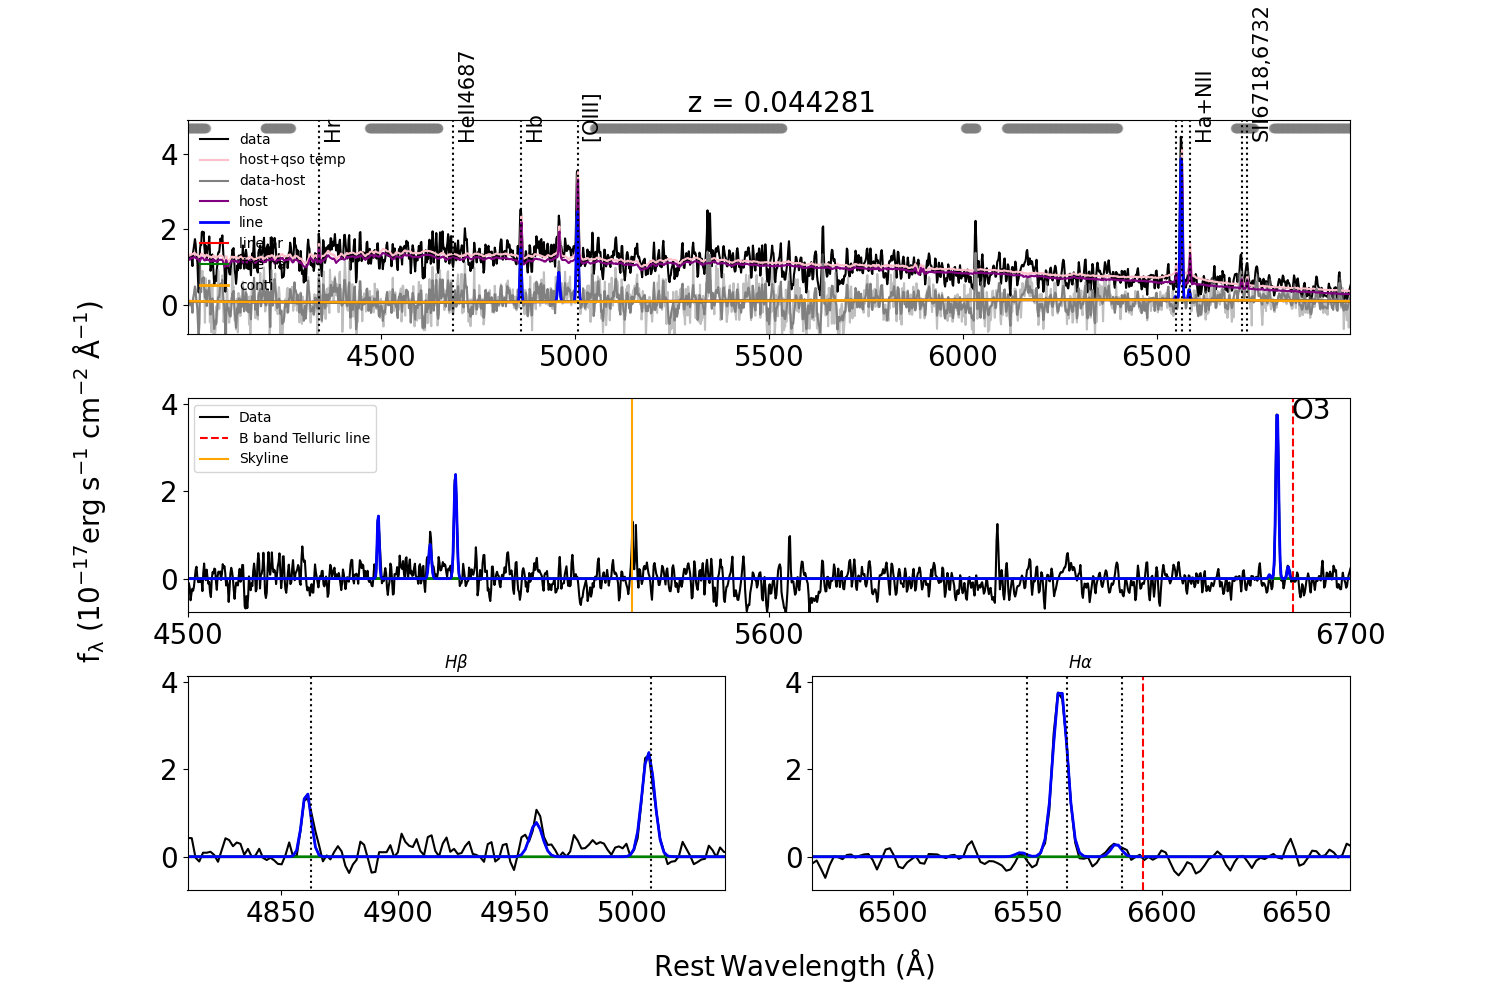 z = 0.044281
Hr
HeII4687
Hb
[OIII]
Ha+NII
SII6718,6732
data
host+qso temp
data-host
host
line
conti
4
2
0
4500
5000
5500
6000
6500
fλ (10⁻¹⁷erg s⁻¹ cm⁻² Å⁻¹)
Data
B band Telluric line
Skyline
O3
4
2
0
4500
5600
6700
Hβ
4
2
0
4850
4900
4950
5000
Hα
4
2
0
6500
6550
6600
6650
Rest Wavelength (Å)